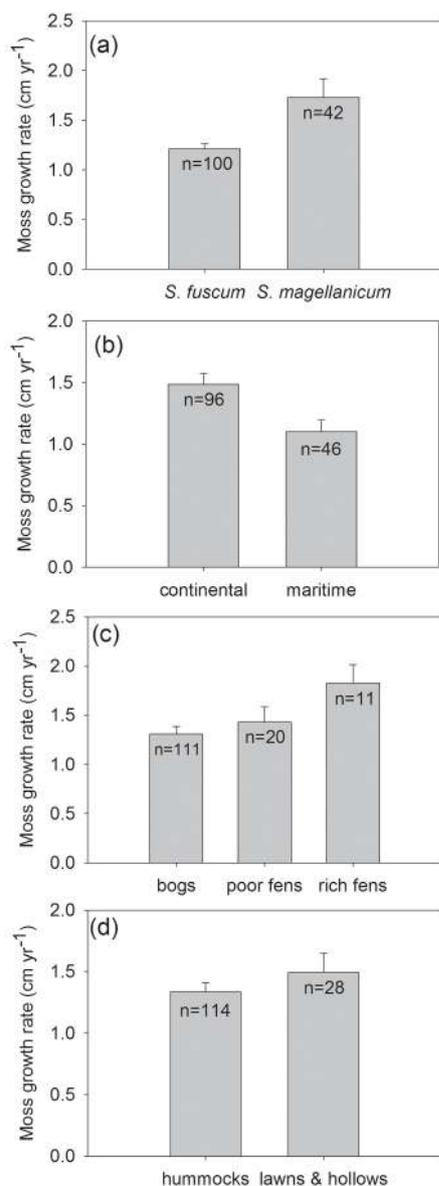 (a)
Moss growth rate (cm yr⁻¹)
2.5
2.0
1.5
1.0
0.5
0.0
n=100
n=42
S. fuscum S. magellanicum
(b)
Moss growth rate (cm yr⁻¹)
2.0
1.5
1.0
0.5
0.0
n=96
n=46
continental maritime
(c)
Moss growth rate (cm yr⁻¹)
2.5
2.0
1.5
1.0
0.5
0.0
n=111
n=20
n=11
bogs poor fens rich fens
(d)
Moss growth rate (cm yr⁻¹)
2.0
1.5
1.0
0.5
0.0
n=114
n=28
hummocks lawns & hollows